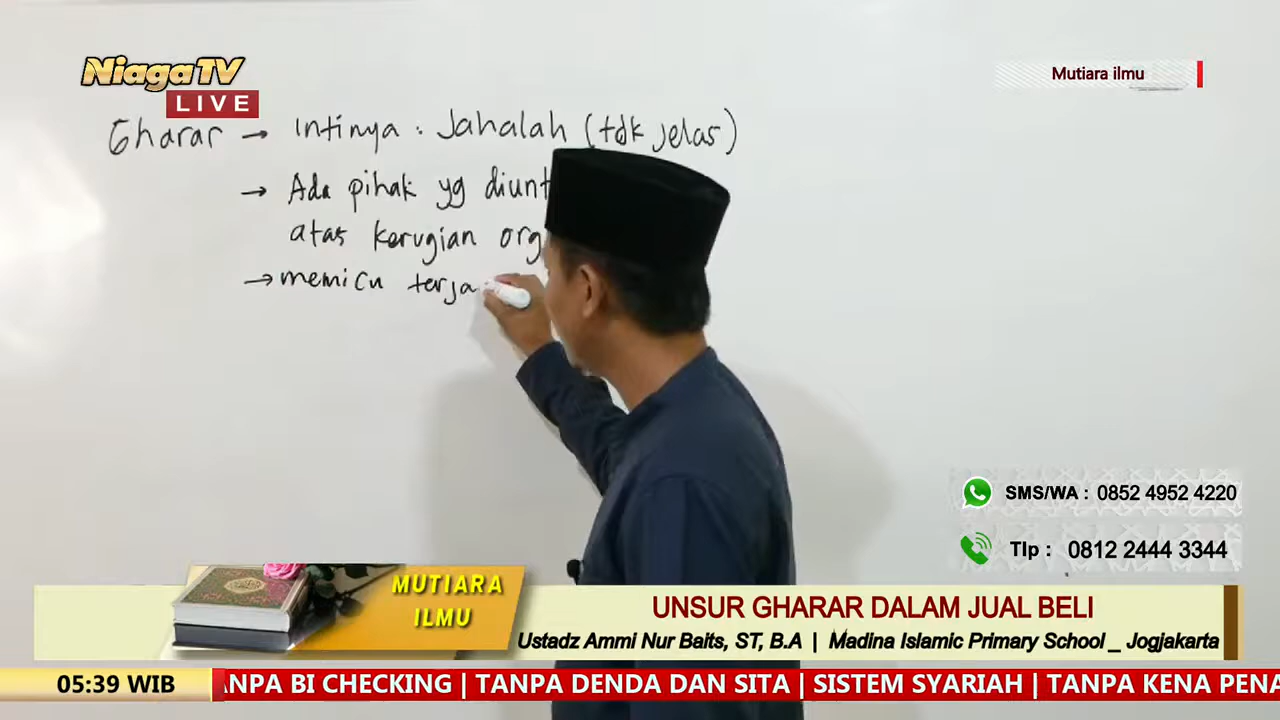 NiagaTV
LIVE
Mutiara ilmu
Gharar → Intinya : Jahalah (tdk jelas)
→ Ada pihak yg diunt
atas kerugian org
→ memicu terja
SMS/WA : 0852 4952 4220
Tlp : 0812 2444 3344
MUTIARA
ILMU
UNSUR GHARAR DALAM JUAL BELI
Ustadz Ammi Nur Baits, ST, B.A | Madina Islamic Primary School _ Jogjakarta
05:39 WIB
ANPA BI CHECKING | TANPA DENDA DAN SITA | SISTEM SYARIAH | TANPA KENA PENA